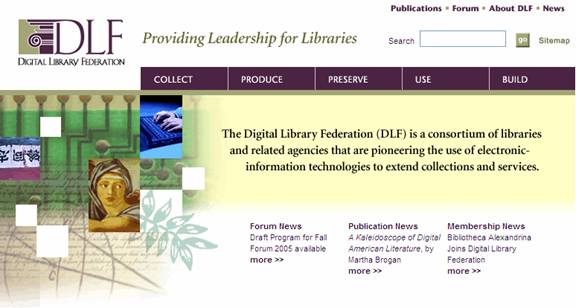 Publications • Forum • About DLF • News
DLF
DIGITAL LIBRARY FEDERATION
Providing Leadership for Libraries
Search go Sitemap
COLLECT PRODUCE PRESERVE USE BUILD
The Digital Library Federation (DLF) is a consortium of libraries
and related agencies that are pioneering the use of electronic-
information technologies to extend collections and services.
Forum News
Draft Program for Fall
Forum 2005 available
more >>
Publication News
A Kaleidoscope of Digital
American Literature, by
Martha Brogan
more >>
Membership News
Bibliotheca Alexandrina
Joins Digital Library
Federation
more >>